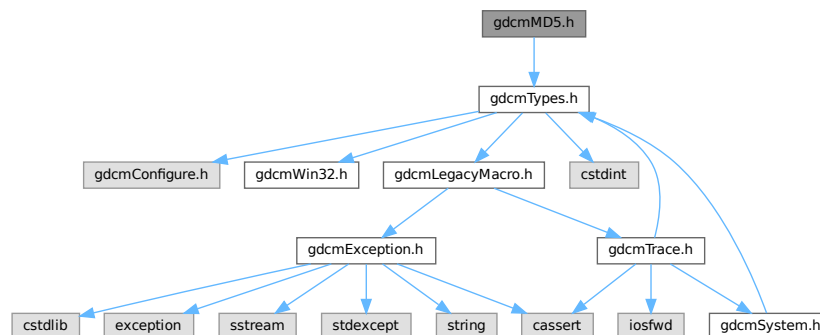 gdcmMD5.h
gdcmTypes.h
gdcmConfigure.h
gdcmWin32.h
gdcmLegacyMacro.h
cstdint
gdcmException.h
gdcmTrace.h
cstdlib
exception
sstream
stdexcept
string
cassert
iosfwd
gdcmSystem.h